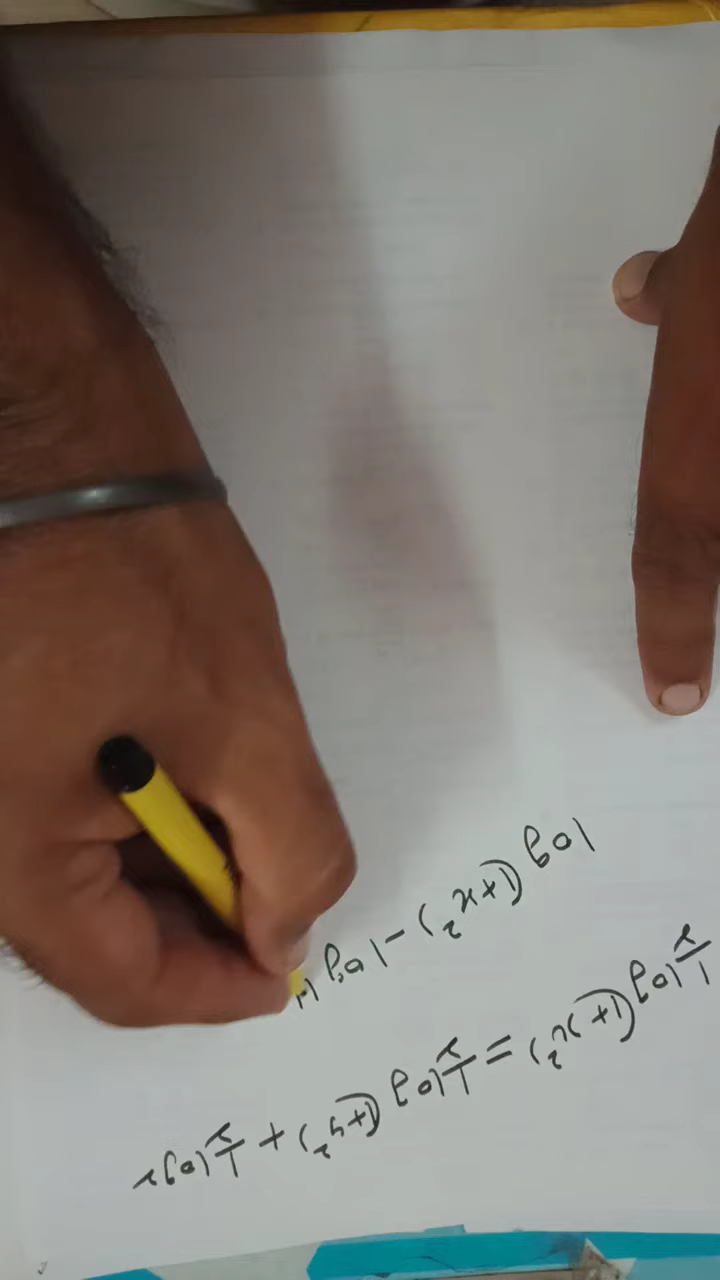 1/2 log (1+x²) = 1/2 log (1+y²) + 1/2 log
log (1+x²) - log